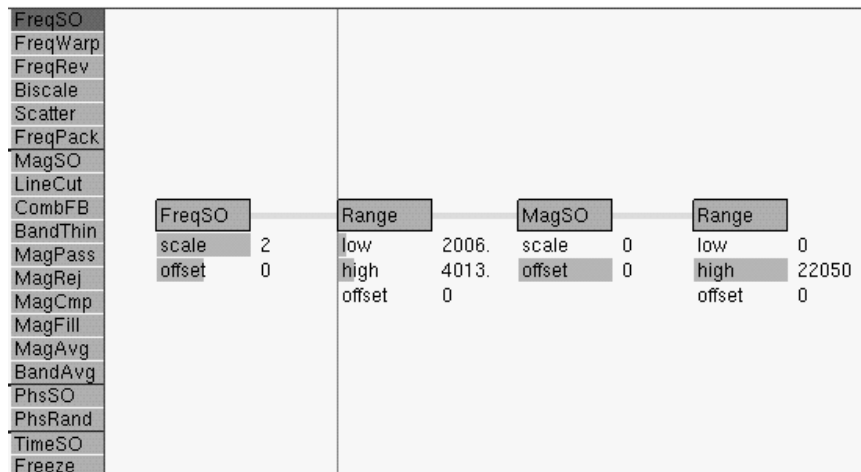 FreqSO
FreqWarp
FreqRev
Biscale
Scatter
FreqPack
MagSO
LineCut
CombFB
BandThin
MagPass
MagRej
MagCmp
MagFill
MagAvg
BandAvg
PhsSO
PhsRand
TimeSO
Freeze
FreqSO
scale 2
offset 0
Range
low 2006.
high 4013.
offset 0
MagSO
scale 0
offset 0
Range
low 0
high 22050
offset 0